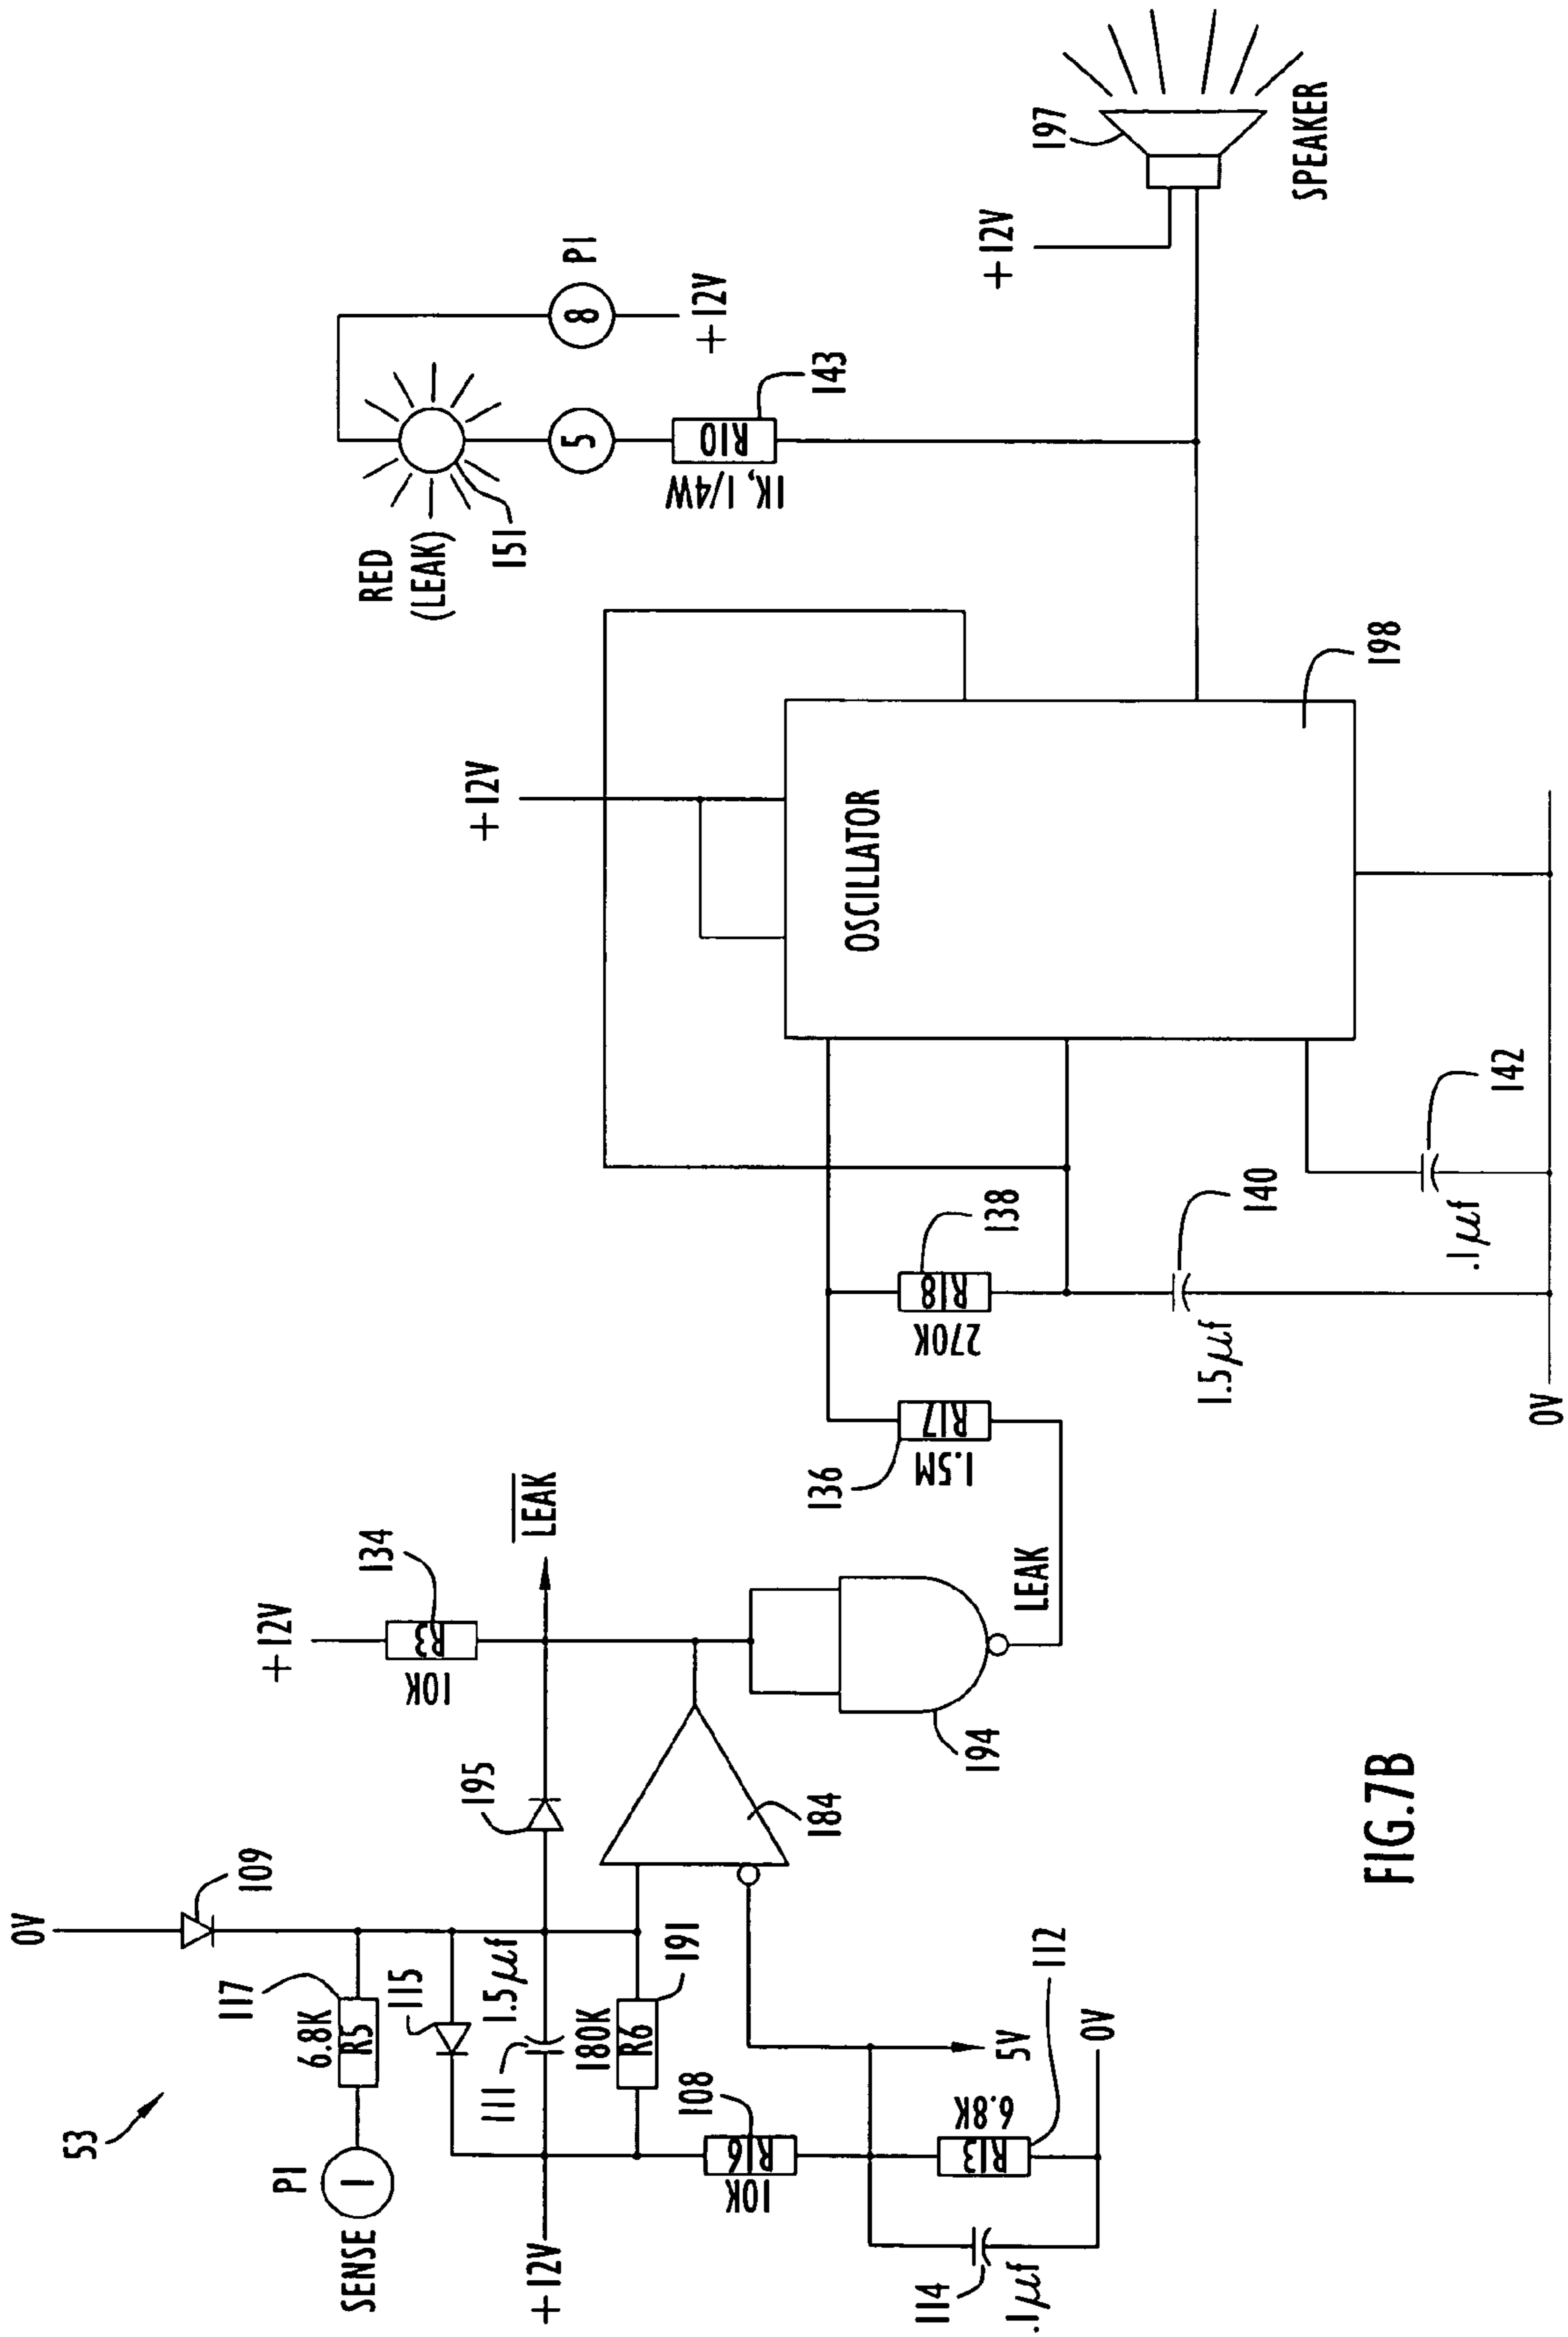 53
0V
109
117
6.8K
R5
P1
1
SENSE
115
1.5µf
111
+12V
180K
R6
191
195
+12V
134
R3
10K
LEAK
184
194
LEAK
108
R16
10K
5V
6.8K
R13
112
0V
114
.1µf
136
R17
1.5M
138
R18
270K
140
1.5µf
142
.1µf
0V
+12V
OSCILLATOR
198
RED
(LEAK)
151
5
8
P1
+12V
R10
143
1K, 1/4W
+12V
197
SPEAKER
FIG.7B